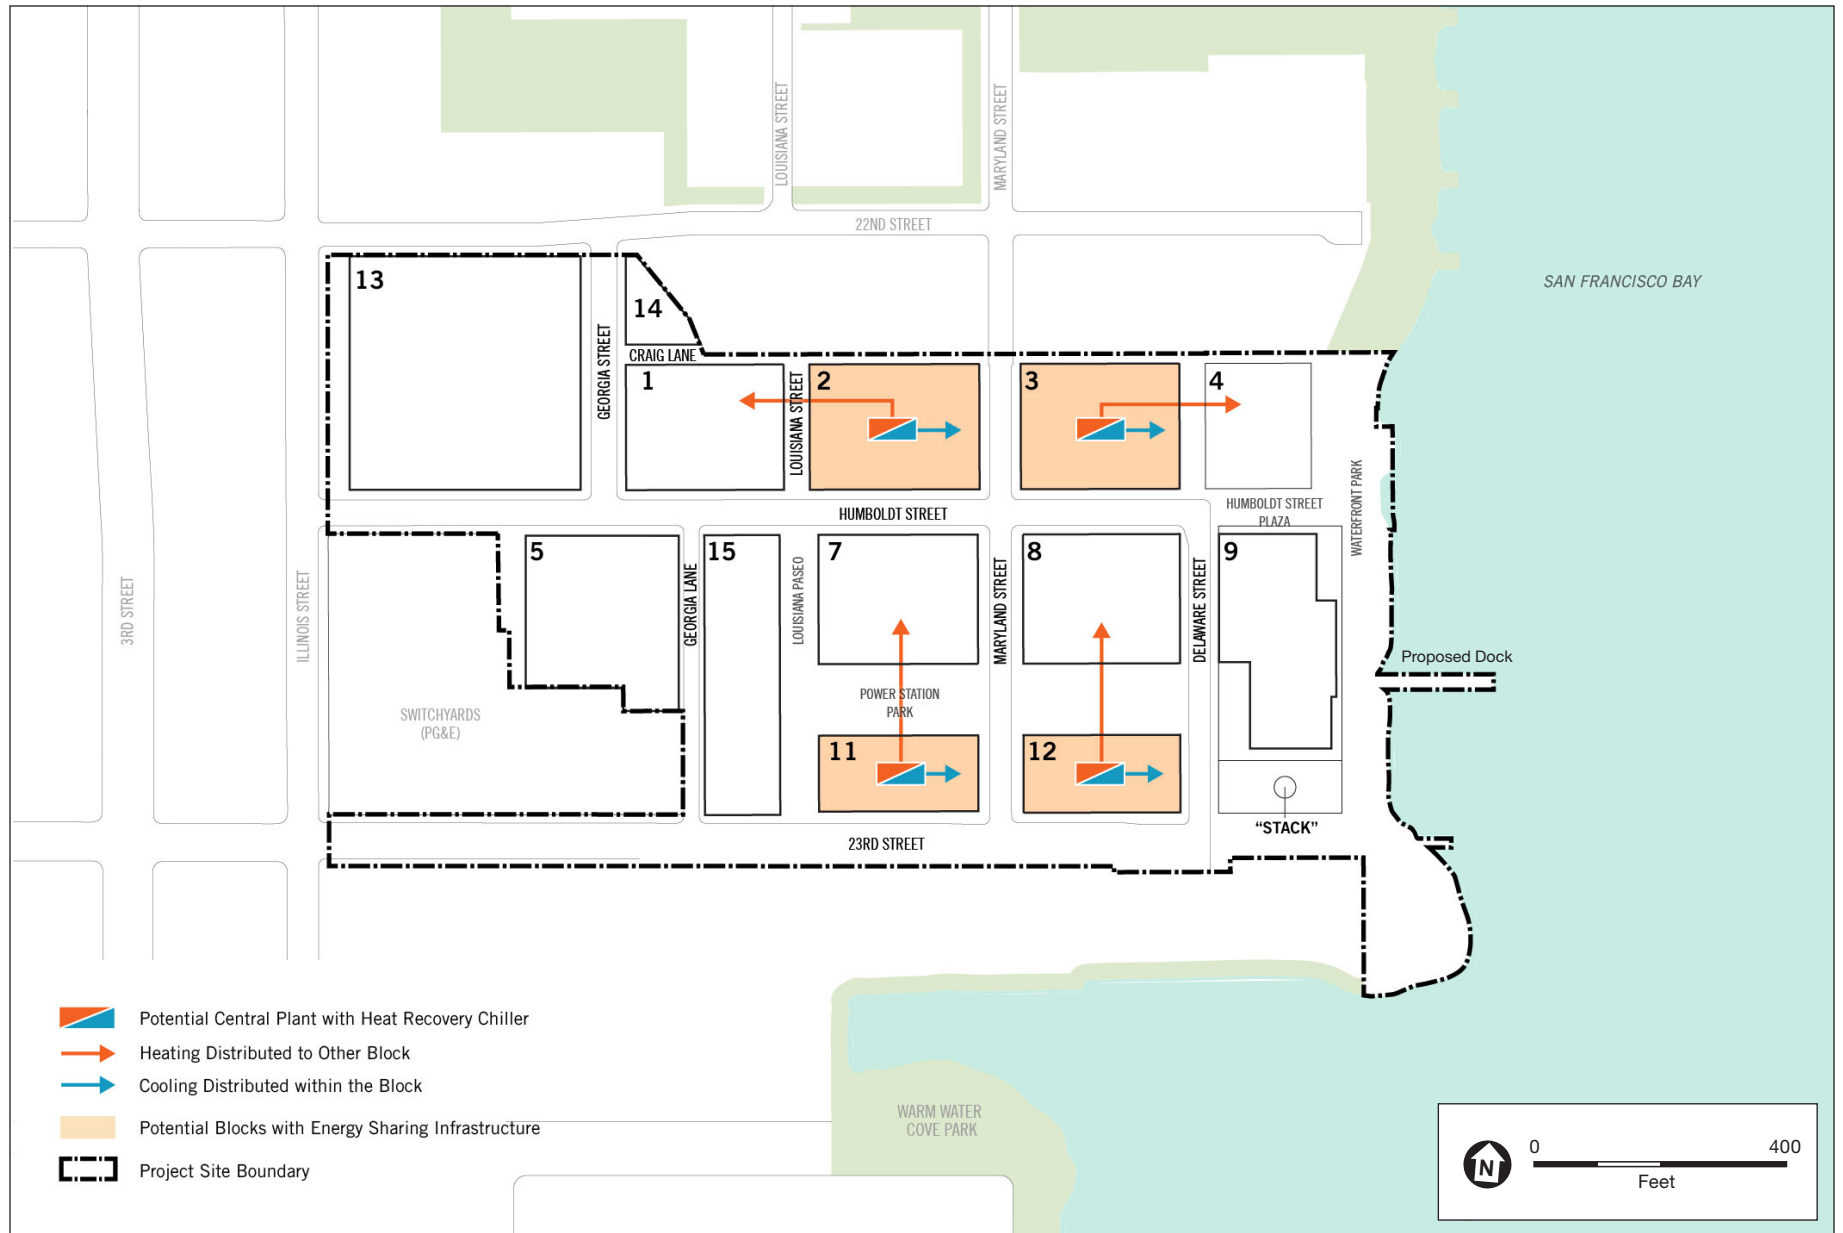 LOUISIANA STREET
MARYLAND STREET
22ND STREET
SAN FRANCISCO BAY
13
14
GEORGIA STREET
CRAIG LANE
1
LOUISIANA STREET
2
3
4
HUMBOLDT STREET
HUMBOLDT STREET
PLAZA
WATERFRONT PARK
3RD STREET
ILLINOIS STREET
5
GEORGIA LANE
15
LOUISIANA PASEO
7
MARYLAND STREET
8
DELAWARE STREET
9
Proposed Dock
SWITCHYARDS
(PG&E)
POWER STATION
PARK
11
12
"STACK"
23RD STREET
Potential Central Plant with Heat Recovery Chiller
Heating Distributed to Other Block
Cooling Distributed within the Block
Potential Blocks with Energy Sharing Infrastructure
Project Site Boundary
WARM WATER
COVE PARK
N
0 400
Feet